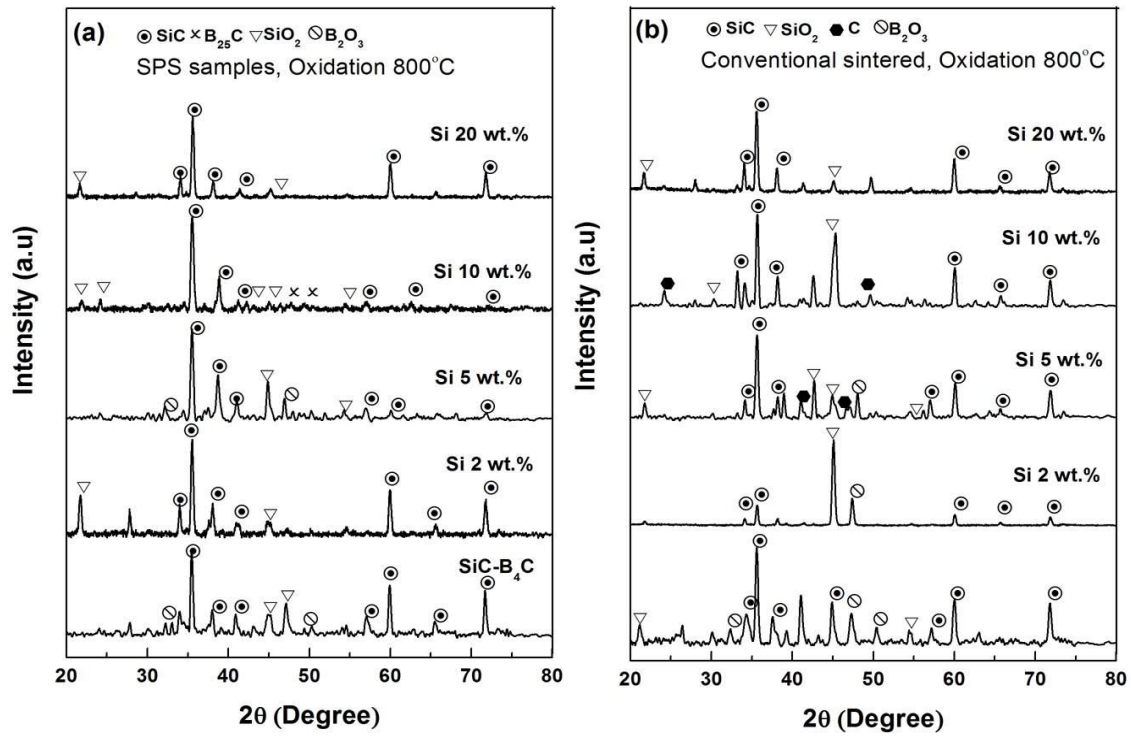 (a)
SiC B₂₅C SiO₂ B₂O₃
SPS samples, Oxidation 800°C
Si 20 wt.%
Si 10 wt.%
Si 5 wt.%
Si 2 wt.%
SiC-B₄C
Intensity (a.u)
20 30 40 50 60 70 80
2θ (Degree)
(b)
SiC SiO₂ C B₂O₃
Conventional sintered, Oxidation 800°C
Si 20 wt.%
Si 10 wt.%
Si 5 wt.%
Si 2 wt.%
Intensity (a.u)
20 30 40 50 60 70 80
2θ (Degree)